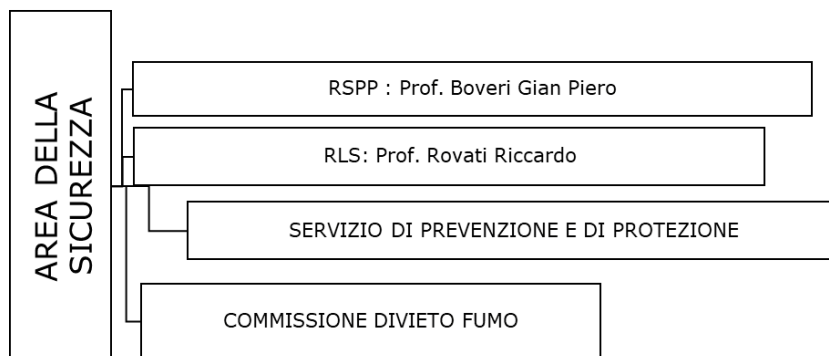 AREA DELLA
SICUREZZA
RSPP : Prof. Boveri Gian Piero
RLS: Prof. Rovati Riccardo
SERVIZIO DI PREVENZIONE E DI PROTEZIONE
COMMISSIONE DIVIETO FUMO